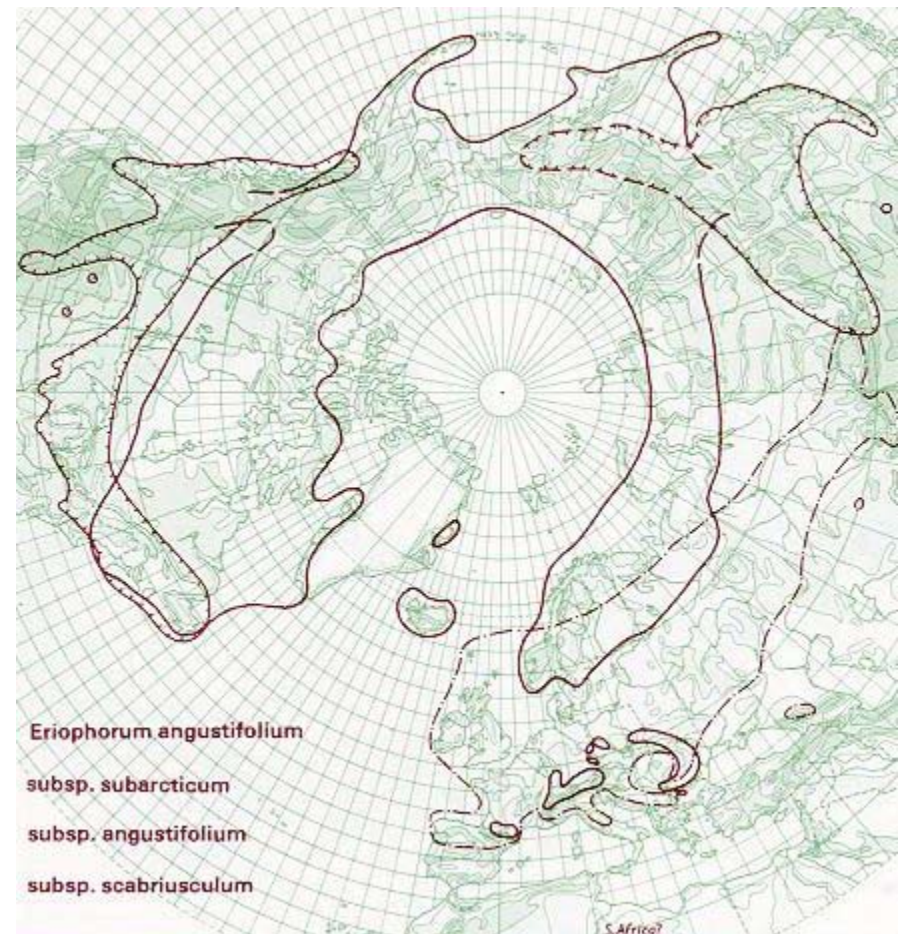 Eriophorum angustifolium
subsp. subarcticum
subsp. angustifolium
subsp. scabriusculum
S. Africa?